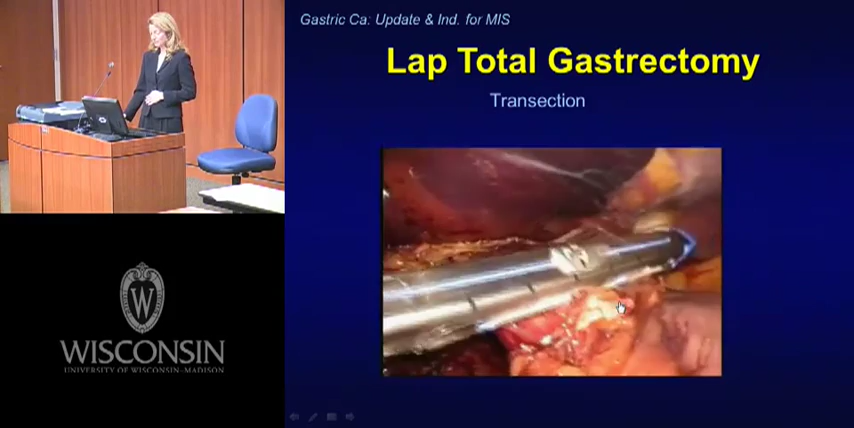 Gastric Ca: Update & Ind. for MIS
Lap Total Gastrectomy
Transection
W
WISCONSIN
UNIVERSITY OF WISCONSIN–MADISON